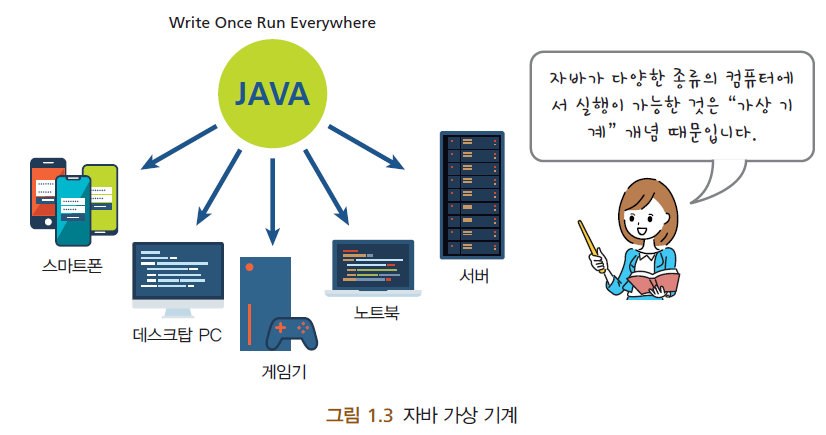 Write Once Run Everywhere
JAVA
자바가 다양한 종류의 컴퓨터에
서 실행이 가능한 것은 “가상 기
계” 개념 때문입니다.
스마트폰
데스크탑 PC
게임기
노트북
서버
그림 1.3 자바 가상 기계